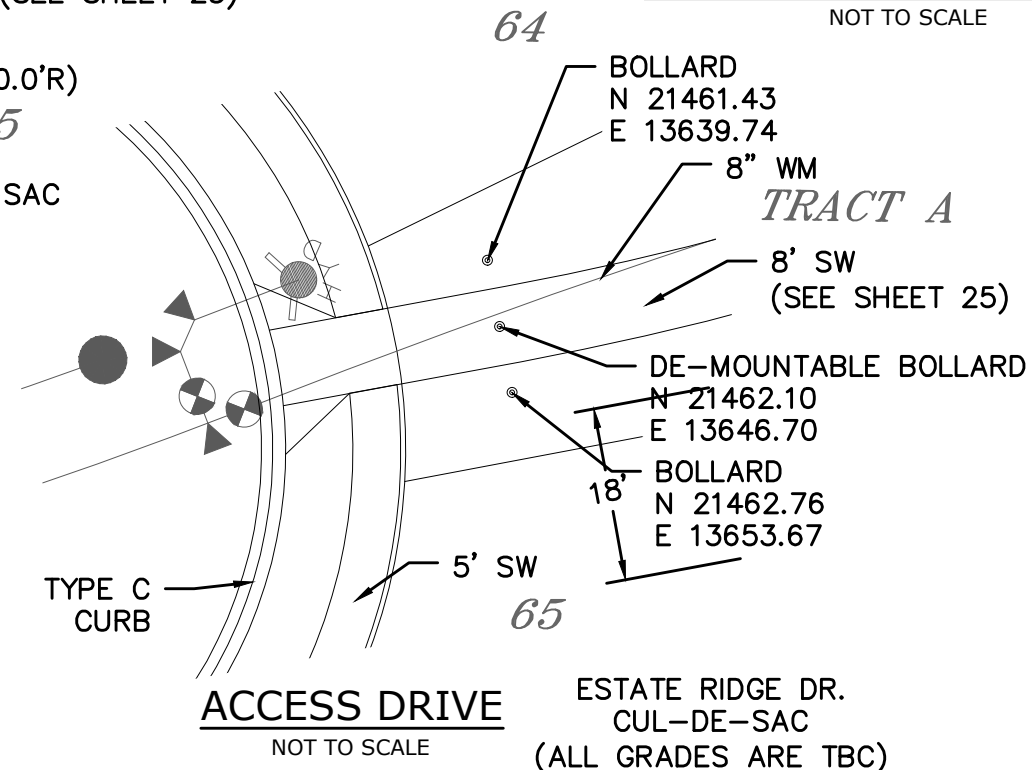 (SEE SHEET 25)
NOT TO SCALE
64
0.0'R)
5
SAC
BOLLARD
N 21461.43
E 13639.74
8" WM
TRACT A
8' SW
(SEE SHEET 25)
DE-MOUNTABLE BOLLARD
N 21462.10
E 13646.70
BOLLARD
N 21462.76
E 13653.67
18'
5' SW
TYPE C
CURB
65
ACCESS DRIVE
NOT TO SCALE
ESTATE RIDGE DR.
CUL-DE-SAC
(ALL GRADES ARE TBC)